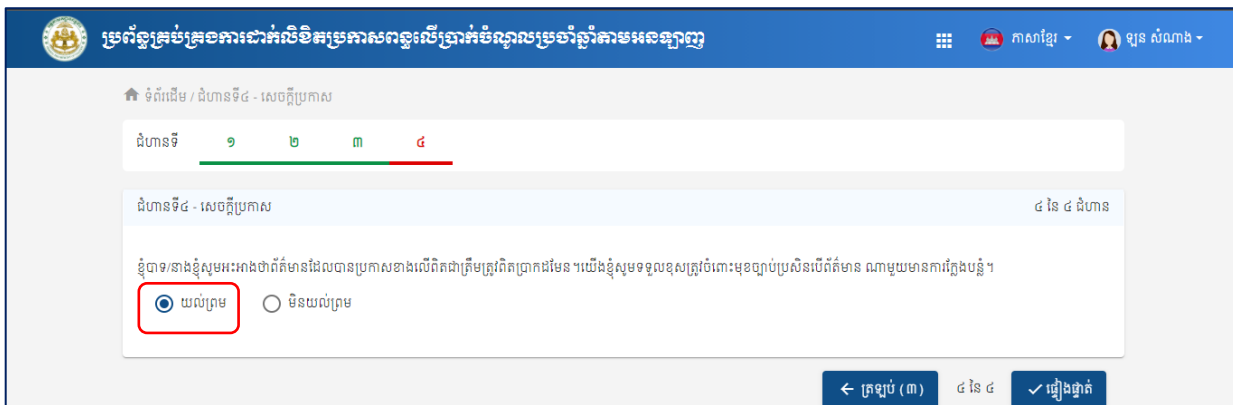 ប្រព័ន្ធគ្រប់គ្រងការដាក់លិខិតប្រកាសពន្ធលើប្រាក់ចំណូលប្រចាំឆ្នាំតាមអនឡាញ
ភាសាខ្មែរ
ឡុន សំណាង
ទំព័រដើម / ជំហានទី៤ - សេចក្ដីប្រកាស
ជំហានទី ១ ២ ៣ ៤
ជំហានទី៤ - សេចក្ដីប្រកាស
៤ នៃ ៤ ជំហាន
ខ្ញុំបាទ/នាងខ្ញុំសូមអះអាងថាព័ត៌មានដែលបានប្រកាសខាងលើពិតជាត្រឹមត្រូវពិតប្រាកដមែន។យើងខ្ញុំសូមទទួលខុសត្រូវចំពោះមុខច្បាប់ប្រសិនបើព័ត៌មាន ណាមួយមានការក្លែងបន្លំ។
យល់ព្រម មិនយល់ព្រម
ត្រឡប់ (៣) ៤ នៃ ៤ ផ្ទៀងផ្ទាត់